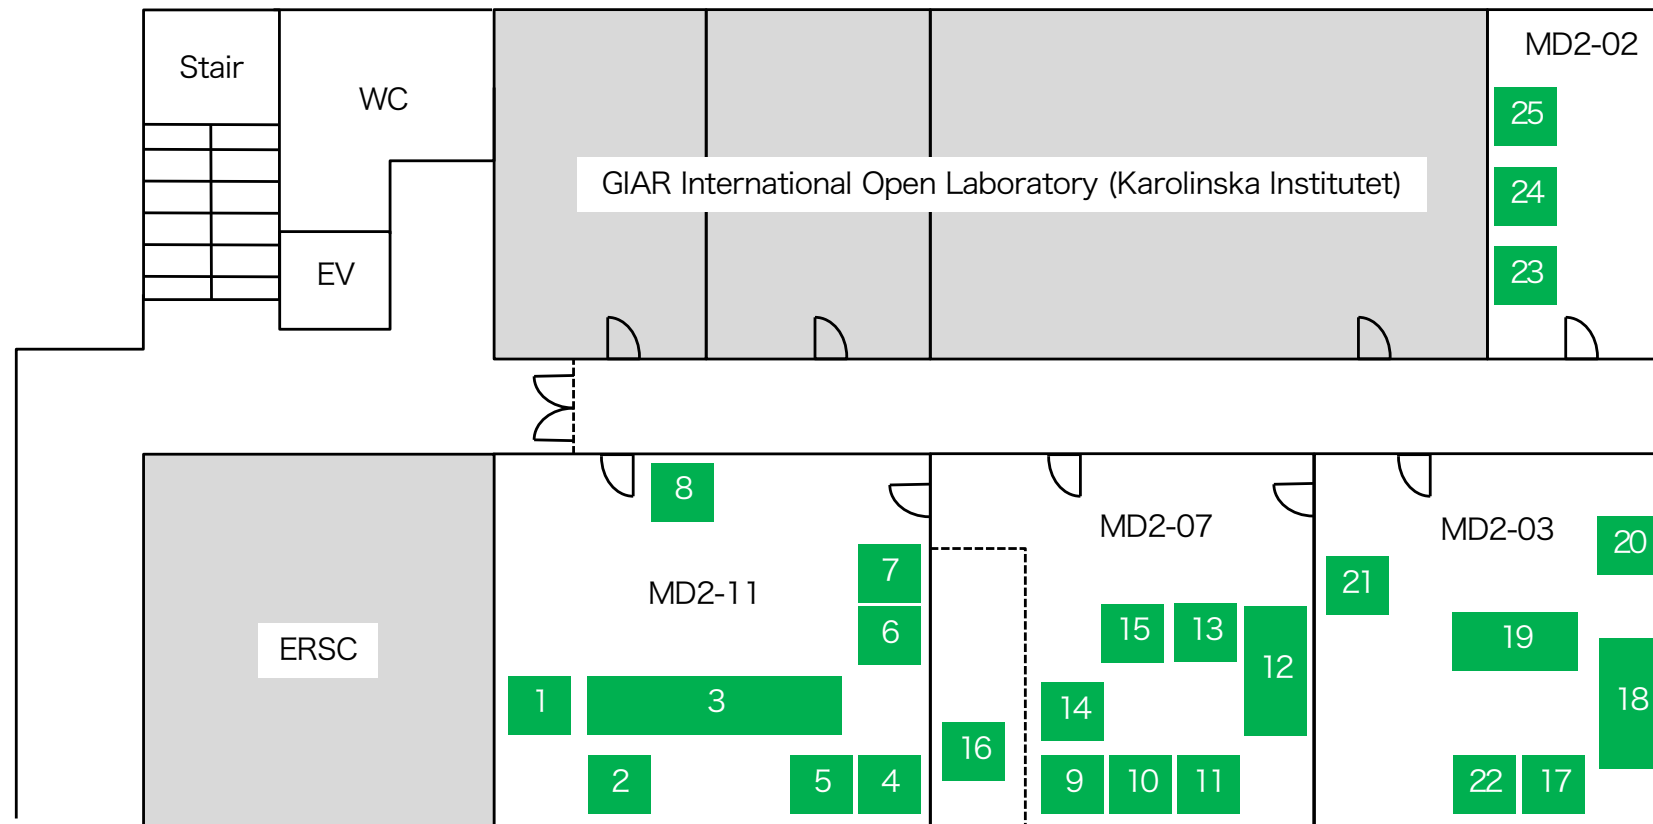 Stair
WC
MD2-02
25
GIAR International Open Laboratory (Karolinska Institutet)
24
EV
23
8
MD2-07
MD2-03
20
7
21
MD2-11
6
15
13
19
ERSC
12
1
3
14
18
16
2
5
4
9
10
11
22
17